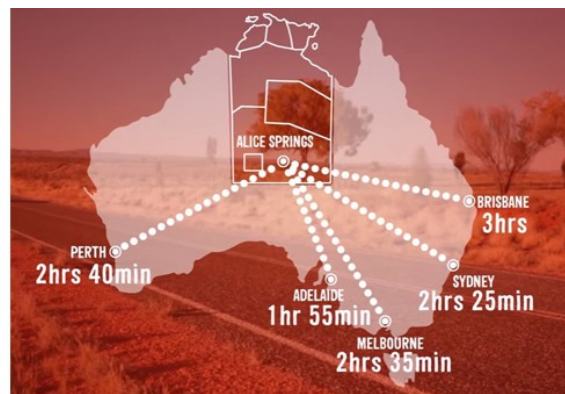 ALICE SPRINGS
BRISBANE
3hrs
PERTH
2hrs 40min
SYDNEY
2hrs 25min
ADELAIDE
1hr 55min
MELBOURNE
2hrs 35min